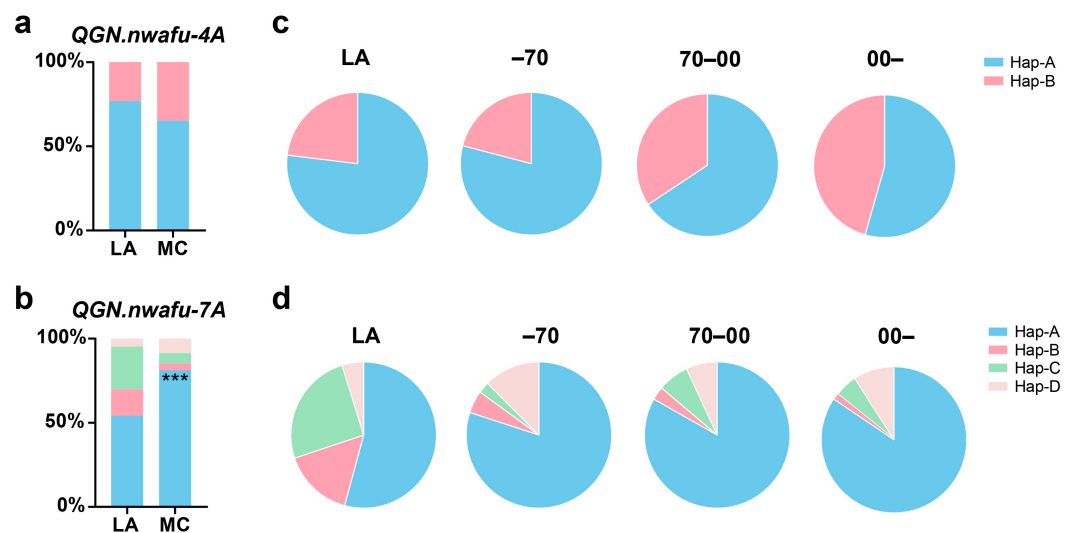 a
QGN.nwafu-4A
100%
50%
0%
LA MC
c
LA –70 70–00 00–
Hap-A
Hap-B
b
QGN.nwafu-7A
100%
50%
0%
***
LA MC
d
LA –70 70–00 00–
Hap-A
Hap-B
Hap-C
Hap-D